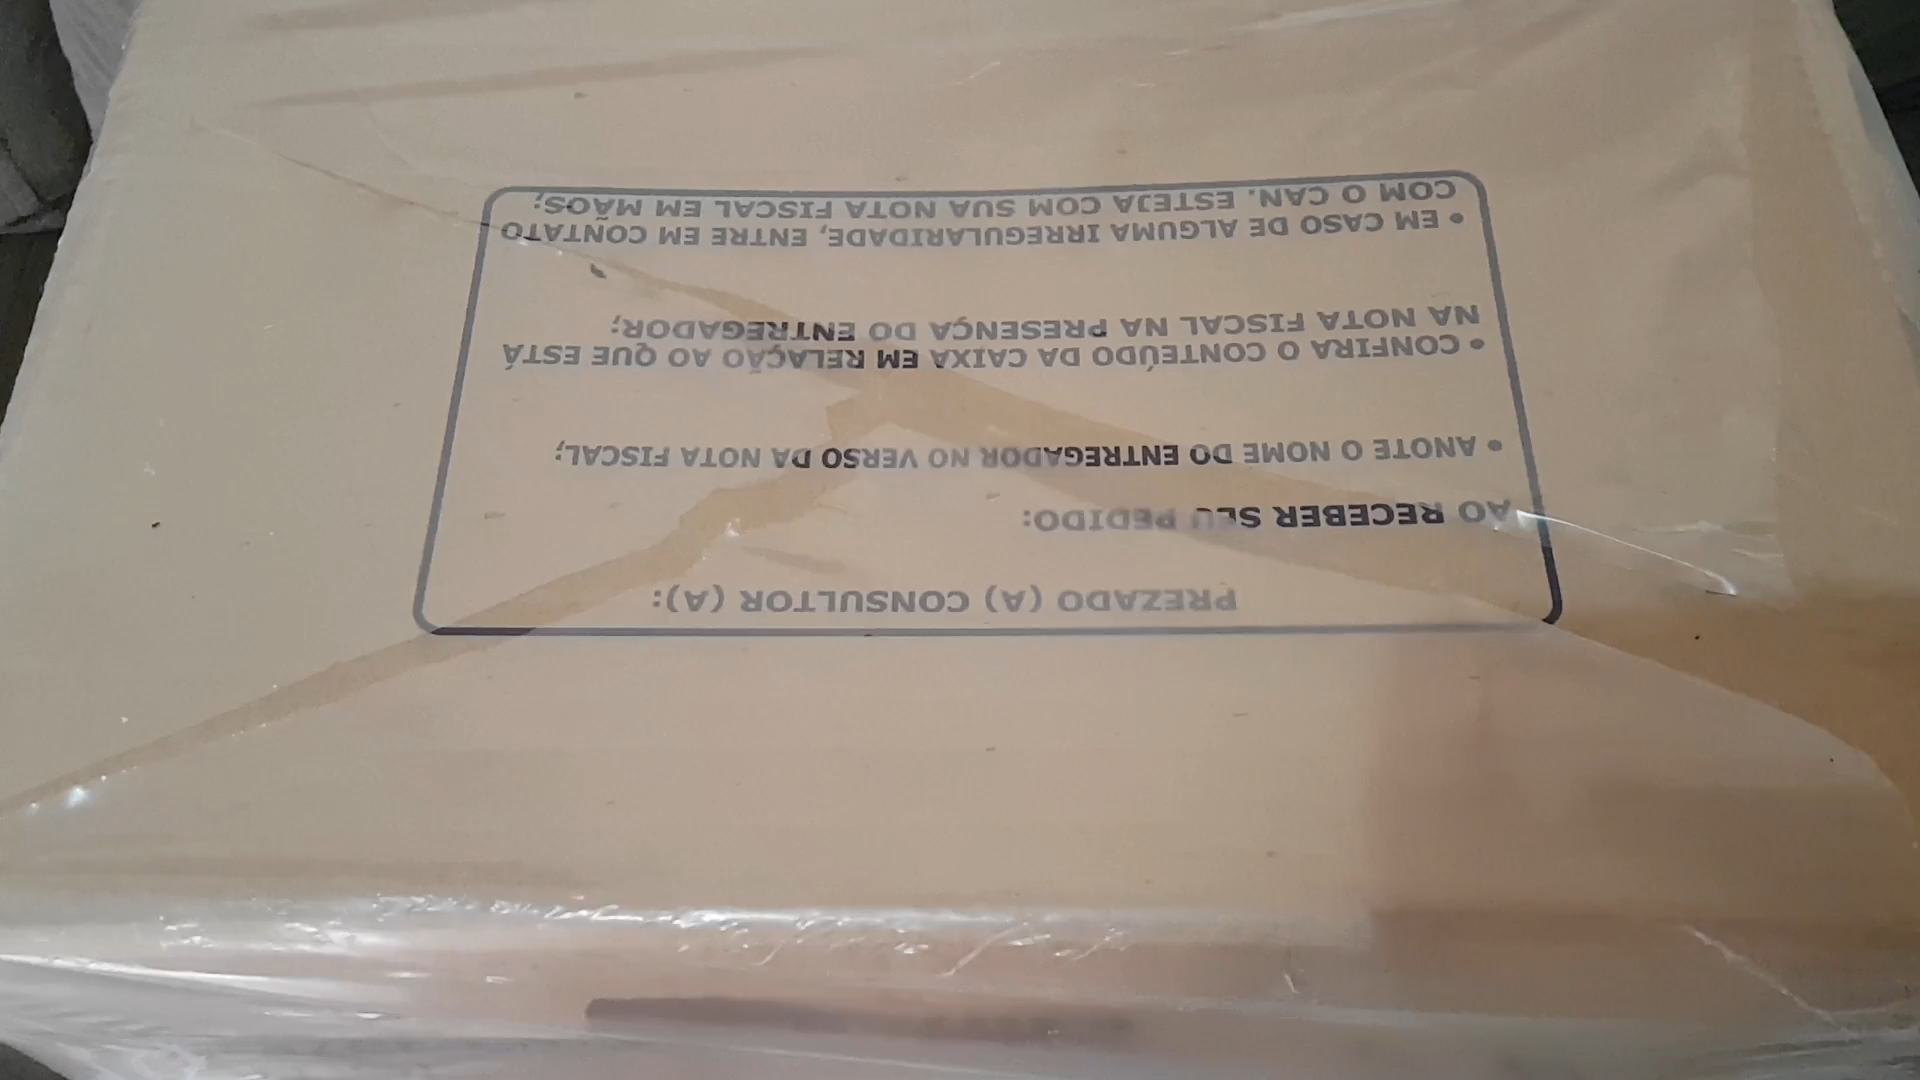 PREZADO (A) CONSULTOR (A):
AO RECEBER SEU PEDIDO:
• ANOTE O NOME DO ENTREGADOR NO VERSO DA NOTA FISCAL;
• CONFIRA O CONTEÚDO DA CAIXA EM RELAÇÃO AO QUE ESTÁ
NA NOTA FISCAL NA PRESENÇA DO ENTREGADOR;
• EM CASO DE ALGUMA IRREGULARIDADE, ENTRE EM CONTATO
COM O CAN. ESTEJA COM SUA NOTA FISCAL EM MÃOS;